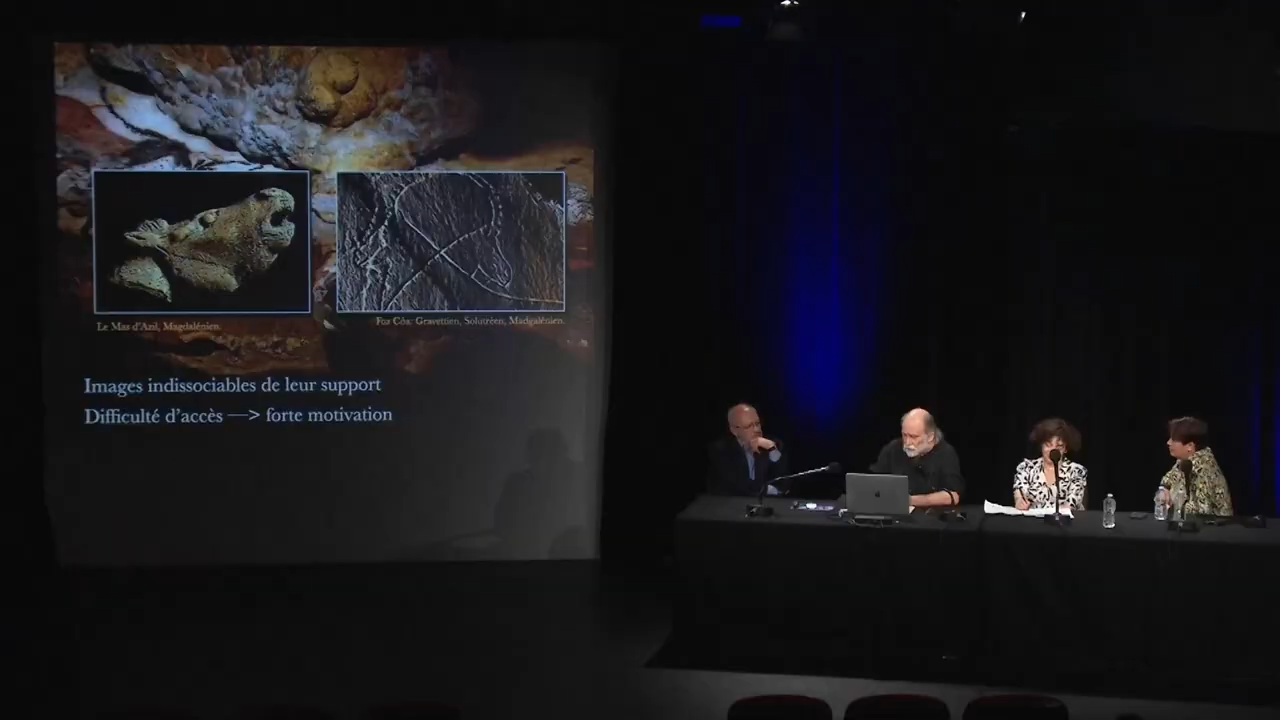 Le Mas d'Azil, Magdalénien.
Foz Côa: Gravettien, Solutréen, Madgalénien.
Images indissociables de leur support
Difficulté d'accès —> forte motivation